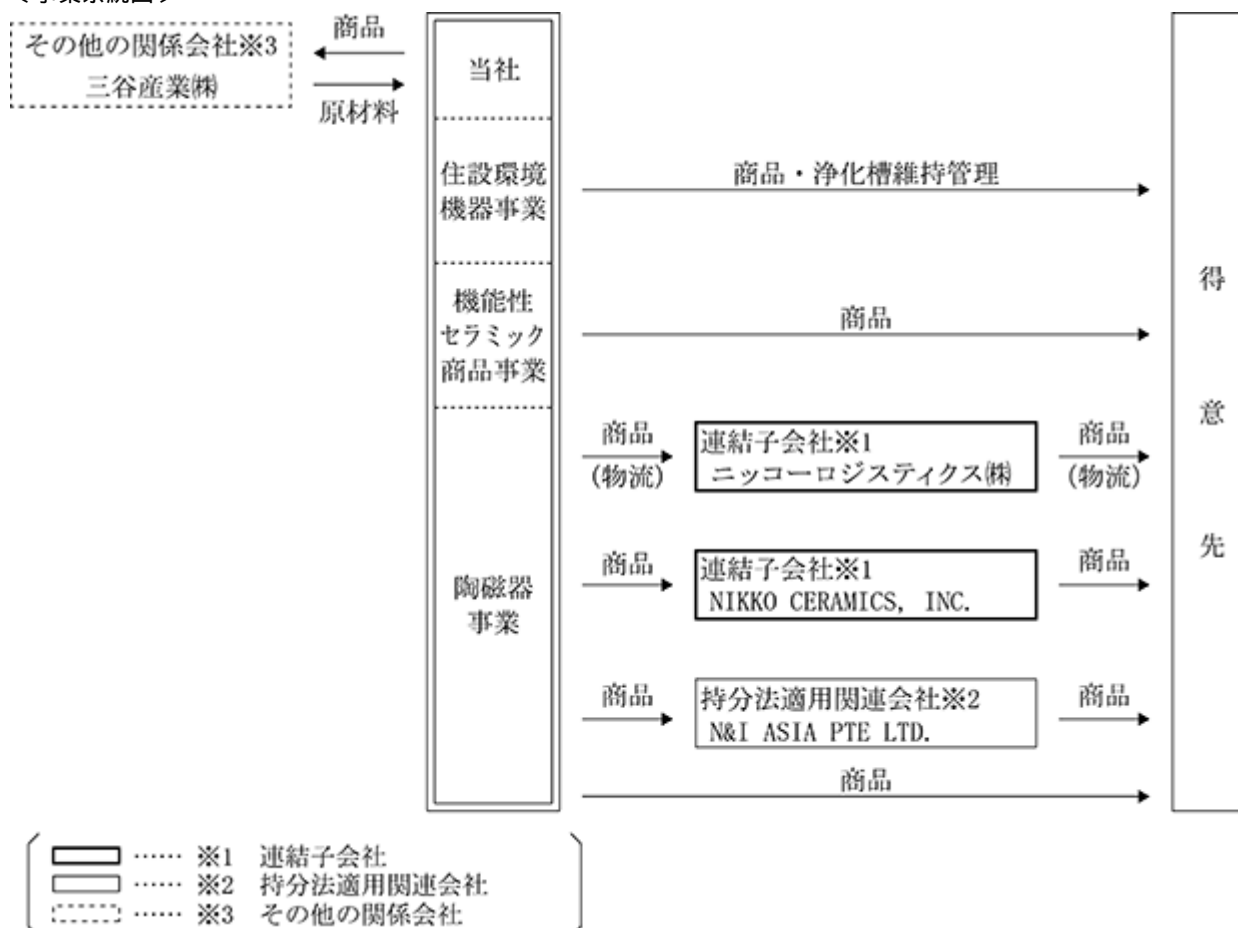 その他の関係会社※3
三谷産業㈱
商品
原材料
当社
住設環境
機器事業
商品・浄化槽維持管理
機能性
セラミック
商品事業
商品
陶磁器
事業
商品
(物流)
連結子会社※1
ニッコーロジスティクス㈱
商品
(物流)
商品
連結子会社※1
NIKKO CERAMICS, INC.
商品
商品
持分法適用関連会社※2
N&I ASIA PTE LTD.
商品
商品
得意先
…… ※1 連結子会社
…… ※2 持分法適用関連会社
…… ※3 その他の関係会社